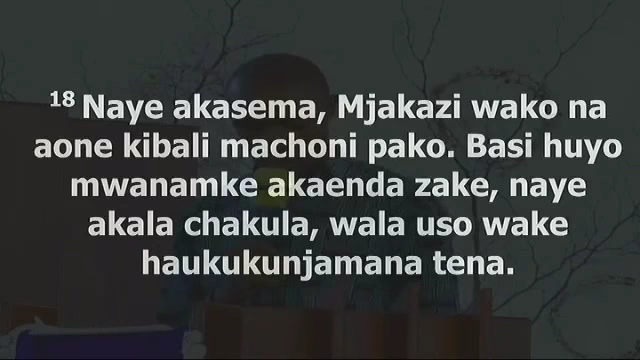 18 Naye akasema, Mjakazi wako na
aone kibali machoni pako. Basi huyo
mwanamke akaenda zake, naye
akala chakula, wala uso wake
haukukunjamana tena.